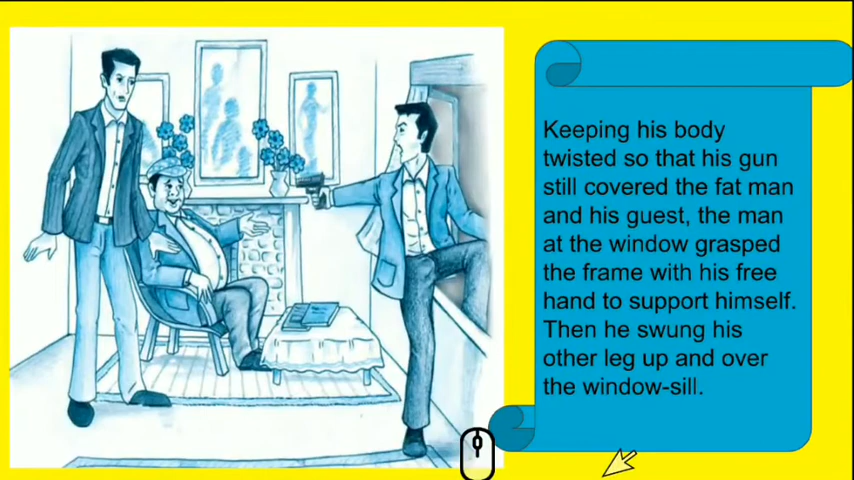 Keeping his body
twisted so that his gun
still covered the fat man
and his guest, the man
at the window grasped
the frame with his free
hand to support himself.
Then he swung his
other leg up and over
the window-sill.